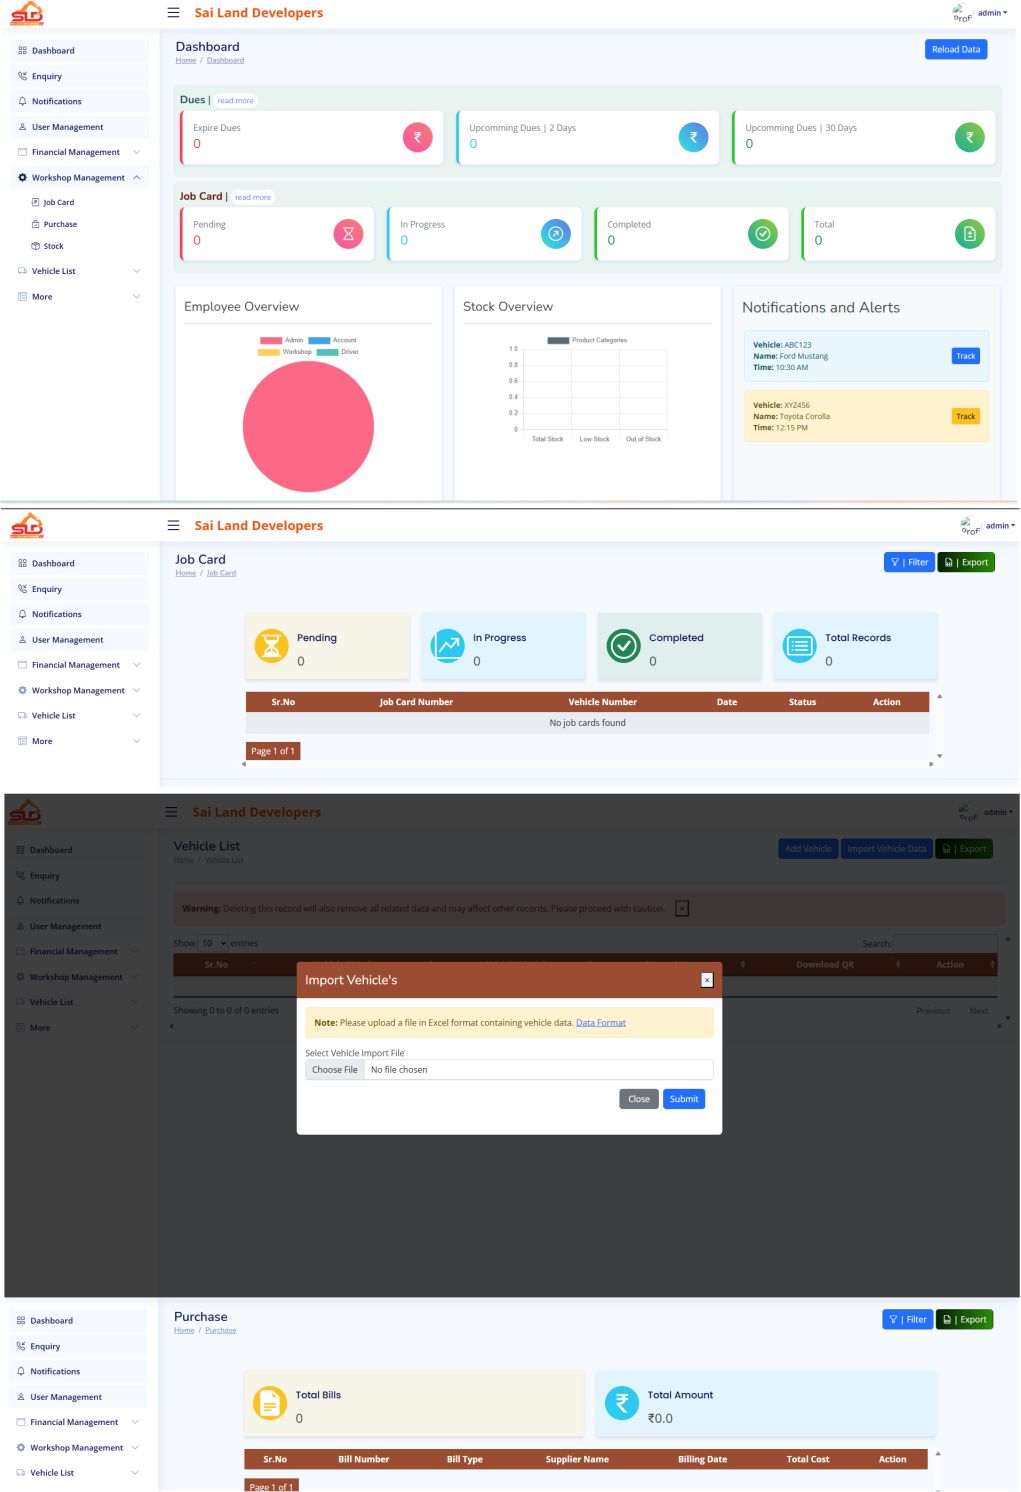 SLD
Sai Land Developers
Prof
admin
Dashboard
Enquiry
Notifications
User Management
Financial Management
Workshop Management
Job Card
Purchase
Stock
Vehicle List
More
Dashboard
Home / Dashboard
Reload Data
Dues | read more
Expire Dues
0
₹
Upcomming Dues | 2 Days
0
₹
Upcomming Dues | 30 Days
0
₹
Job Card | read more
Pending
0
In Progress
0
Completed
0
Total
0
Employee Overview
Admin Account
Workshop Driver
Stock Overview
Product Categories
1.0
0.8
0.6
0.4
0.2
0
Total Stock Low Stock Out of Stock
Notifications and Alerts
Vehicle: ABC123
Name: Ford Mustang
Time: 10:30 AM
Track
Vehicle: XYZ456
Name: Toyota Corolla
Time: 12:15 PM
Track
SLD
Sai Land Developers
Prof
admin
Dashboard
Enquiry
Notifications
User Management
Financial Management
Workshop Management
Vehicle List
More
Job Card
Home / Job Card
| Filter
| Export
Pending
0
In Progress
0
Completed
0
Total Records
0
Sr.No Job Card Number Vehicle Number Date Status Action
No job cards found
Page 1 of 1
SLD
Sai Land Developers
Prof
admin
Dashboard
Enquiry
Notifications
User Management
Financial Management
Workshop Management
Vehicle List
More
Vehicle List
Home / Vehicle List
Add Vehicle
Import Vehicle Data
| Export
Warning: Deleting this record will also remove all related data and may affect other records. Please proceed with caution. ×
Show 10 entries
Search:
Sr.No Download QR Action
Showing 0 to 0 of 0 entries
Previous Next
Import Vehicle's
×
Note: Please upload a file in Excel format containing vehicle data. Data Format
Select Vehicle Import File
Choose File No file chosen
Close Submit
Dashboard
Enquiry
Notifications
User Management
Financial Management
Workshop Management
Vehicle List
Purchase
Home / Purchase
| Filter
| Export
Total Bills
0
₹
Total Amount
₹0.0
Sr.No Bill Number Bill Type Supplier Name Billing Date Total Cost Action
Page 1 of 1